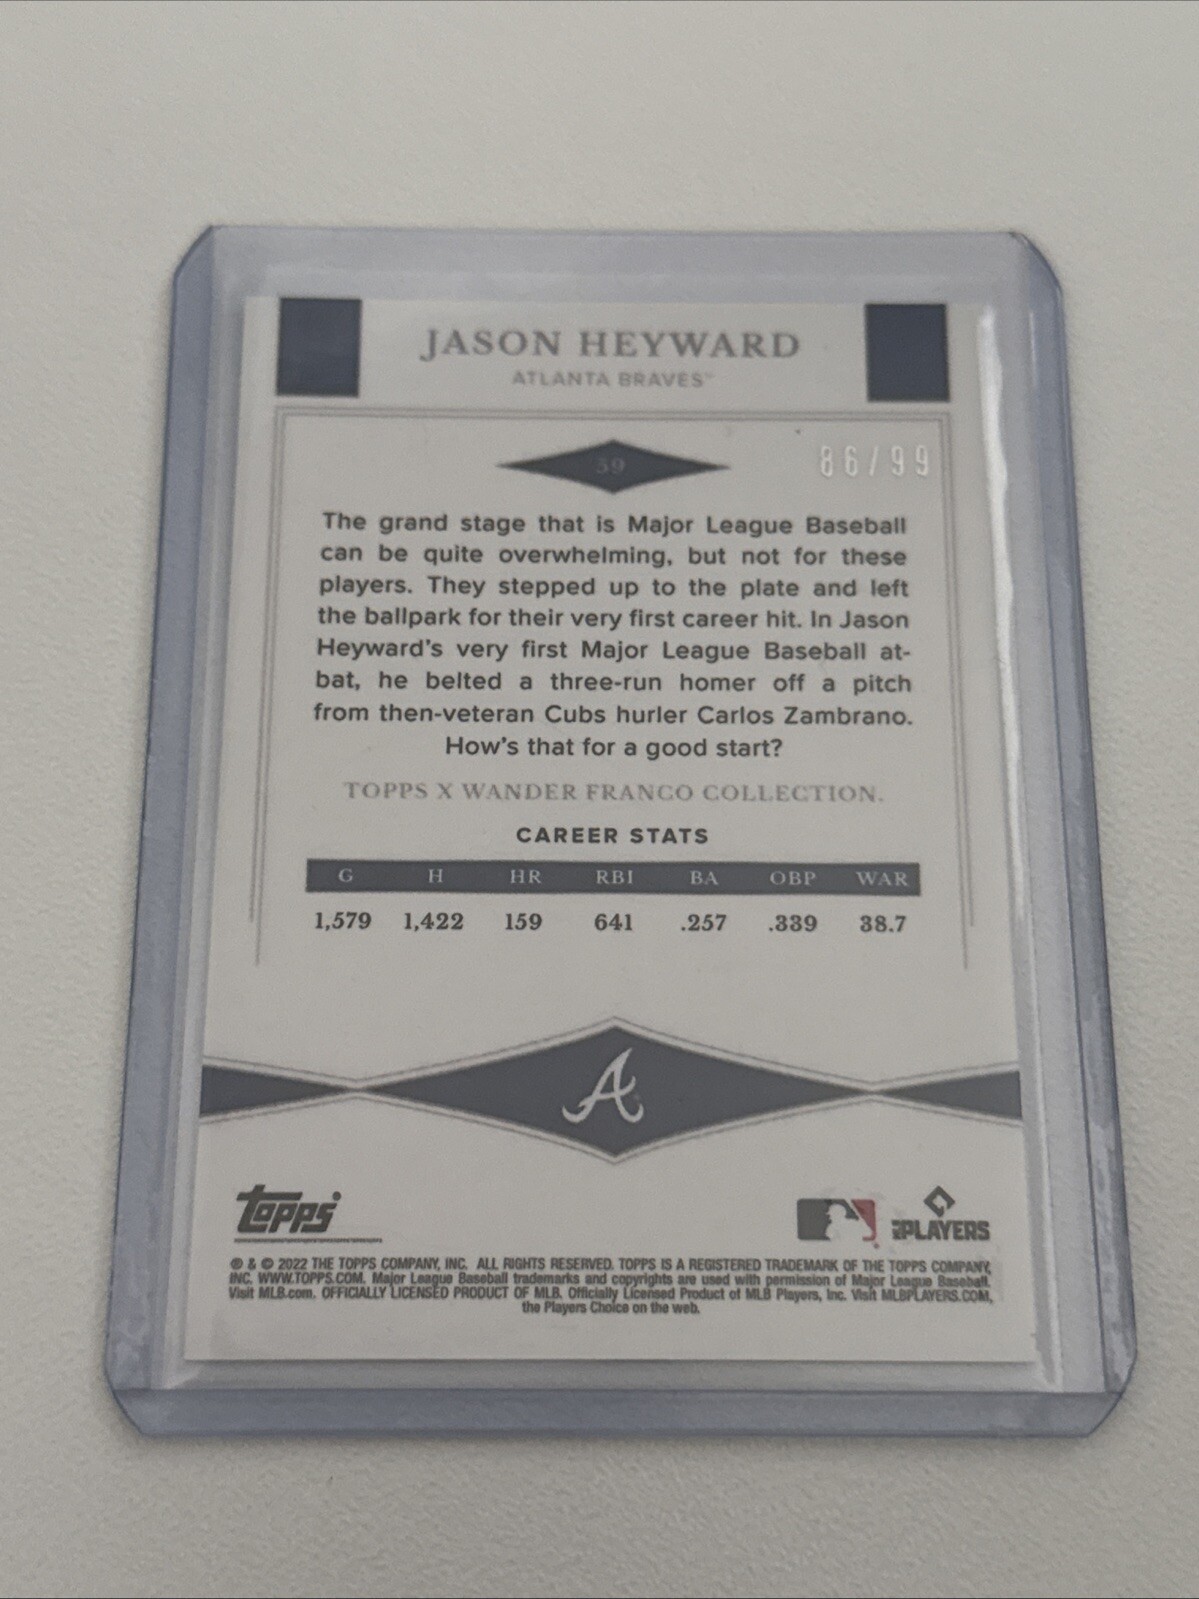 JASON HEYWARD
ATLANTA BRAVES™
59
86/99
The grand stage that is Major League Baseball
can be quite overwhelming, but not for these
players. They stepped up to the plate and left
the ballpark for their very first career hit. In Jason
Heyward's very first Major League Baseball at-
bat, he belted a three-run homer off a pitch
from then-veteran Cubs hurler Carlos Zambrano.
How's that for a good start?
TOPPS X WANDER FRANCO COLLECTION.
CAREER STATS
G H HR RBI BA OBP WAR
1,579 1,422 159 641 .257 .339 38.7
A
Topps
PLAYERS
® & © 2022 THE TOPPS COMPANY, INC. ALL RIGHTS RESERVED. TOPPS IS A REGISTERED TRADEMARK OF THE TOPPS COMPANY,
INC. WWW.TOPPS.COM. Major League Baseball trademarks and copyrights are used with permission of Major League Baseball.
Visit MLB.com. OFFICIALLY LICENSED PRODUCT OF MLB. Officially Licensed Product of MLB Players, Inc. Visit MLBPLAYERS.COM,
the Players Choice on the web.